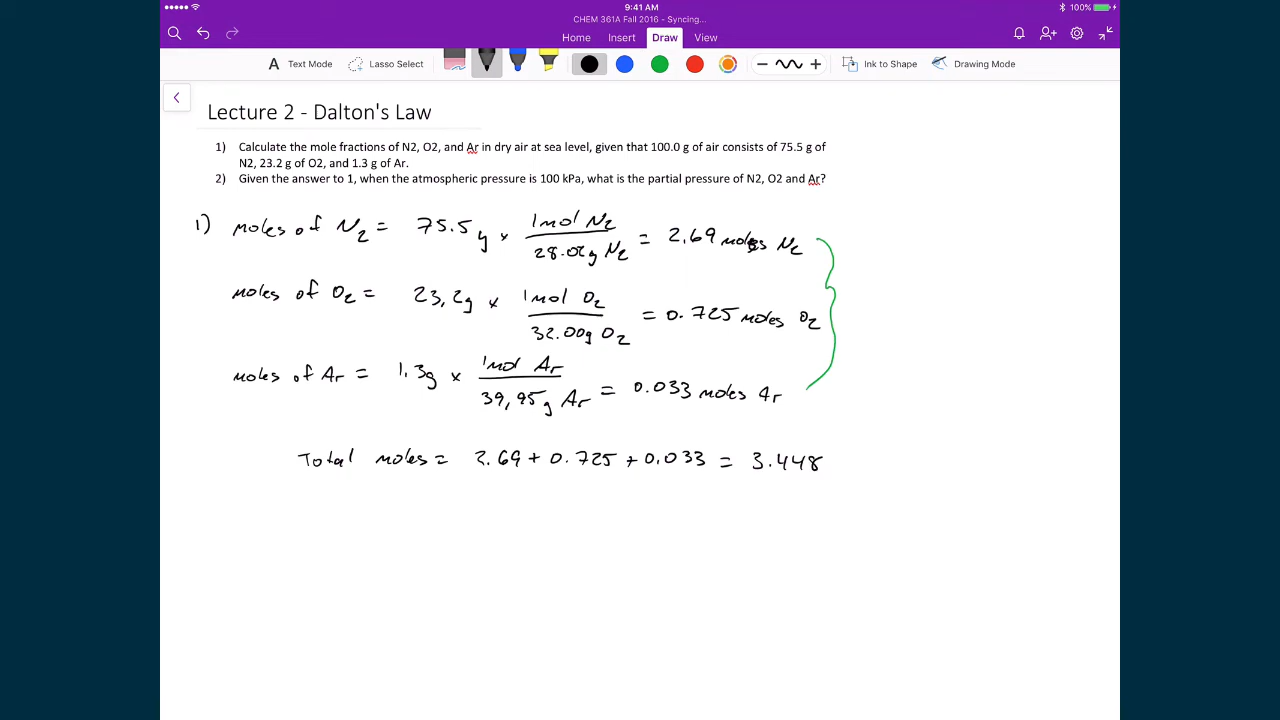 9:41 AM
100%
CHEM 361A Fall 2016 - Syncing...
Home Insert Draw View
A Text Mode Lasso Select Ink to Shape Drawing Mode
Lecture 2 - Dalton's Law
1) Calculate the mole fractions of N2, O2, and Ar in dry air at sea level, given that 100.0 g of air consists of 75.5 g of
N2, 23.2 g of O2, and 1.3 g of Ar.
2) Given the answer to 1, when the atmospheric pressure is 100 kPa, what is the partial pressure of N2, O2 and Ar?
1) moles of N2 = 75.5 g × 1 mol N2 / 28.02g N2 = 2.69 moles N2
moles of O2 = 23,2g × 1 mol O2 / 32.00g O2 = 0.725 moles O2
moles of Ar = 1.3g × 1 mol Ar / 39,95g Ar = 0.033 moles Ar
Total moles = 2.69 + 0.725 + 0.033 = 3.448